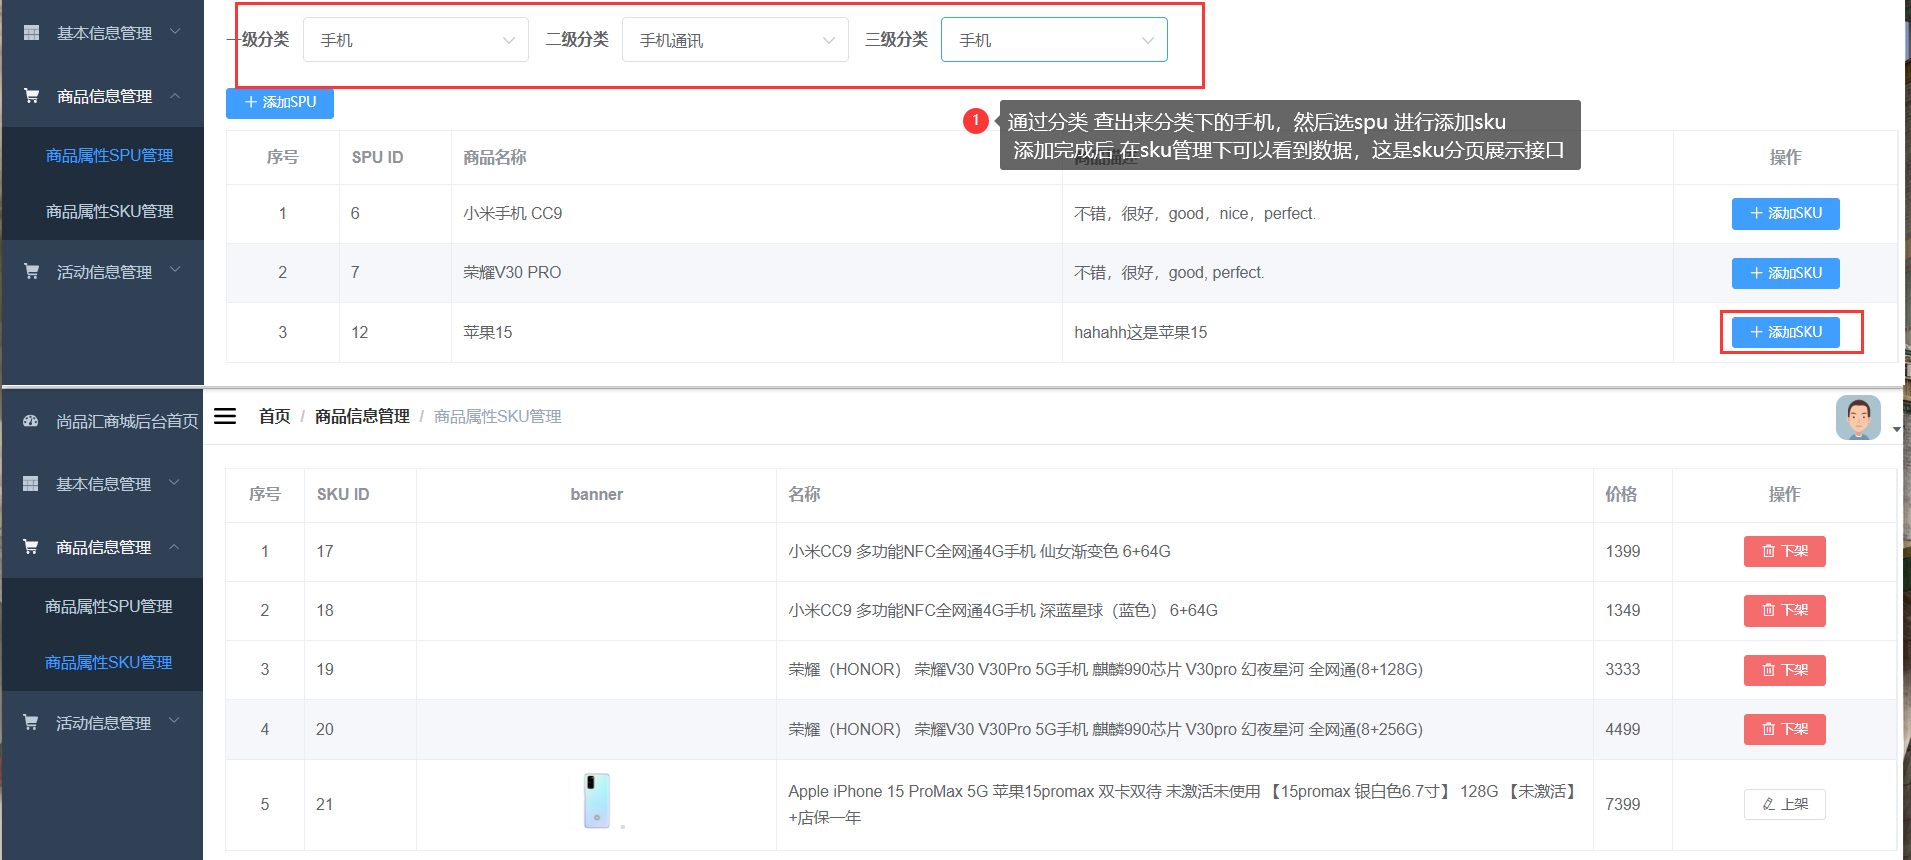 基本信息管理
商品信息管理
商品属性SPU管理
商品属性SKU管理
活动信息管理
一级分类 手机 二级分类 手机通讯 三级分类 手机
添加SPU
1 通过分类 查出来分类下的手机，然后选spu 进行添加sku
添加完成后 在sku管理下可以看到数据，这是sku分页展示接口
序号 SPU ID 商品名称 商品描述 操作
1 6 小米手机 CC9 不错，很好，good，nice，perfect. 添加SKU
2 7 荣耀V30 PRO 不错，很好，good, perfect. 添加SKU
3 12 苹果15 hahahh这是苹果15 添加SKU
尚品汇商城后台首页
基本信息管理
商品信息管理
商品属性SPU管理
商品属性SKU管理
活动信息管理
首页 / 商品信息管理 / 商品属性SKU管理
序号 SKU ID banner 名称 价格 操作
1 17 小米CC9 多功能NFC全网通4G手机 仙女渐变色 6+64G 1399 下架
2 18 小米CC9 多功能NFC全网通4G手机 深蓝星球（蓝色） 6+64G 1349 下架
3 19 荣耀（HONOR） 荣耀V30 V30Pro 5G手机 麒麟990芯片 V30pro 幻夜星河 全网通(8+128G) 3333 下架
4 20 荣耀（HONOR） 荣耀V30 V30Pro 5G手机 麒麟990芯片 V30pro 幻夜星河 全网通(8+256G) 4499 下架
5 21 Apple iPhone 15 ProMax 5G 苹果15promax 双卡双待 未激活未使用 【15promax 银白色6.7寸】 128G 【未激活】
+店保一年 7399 上架